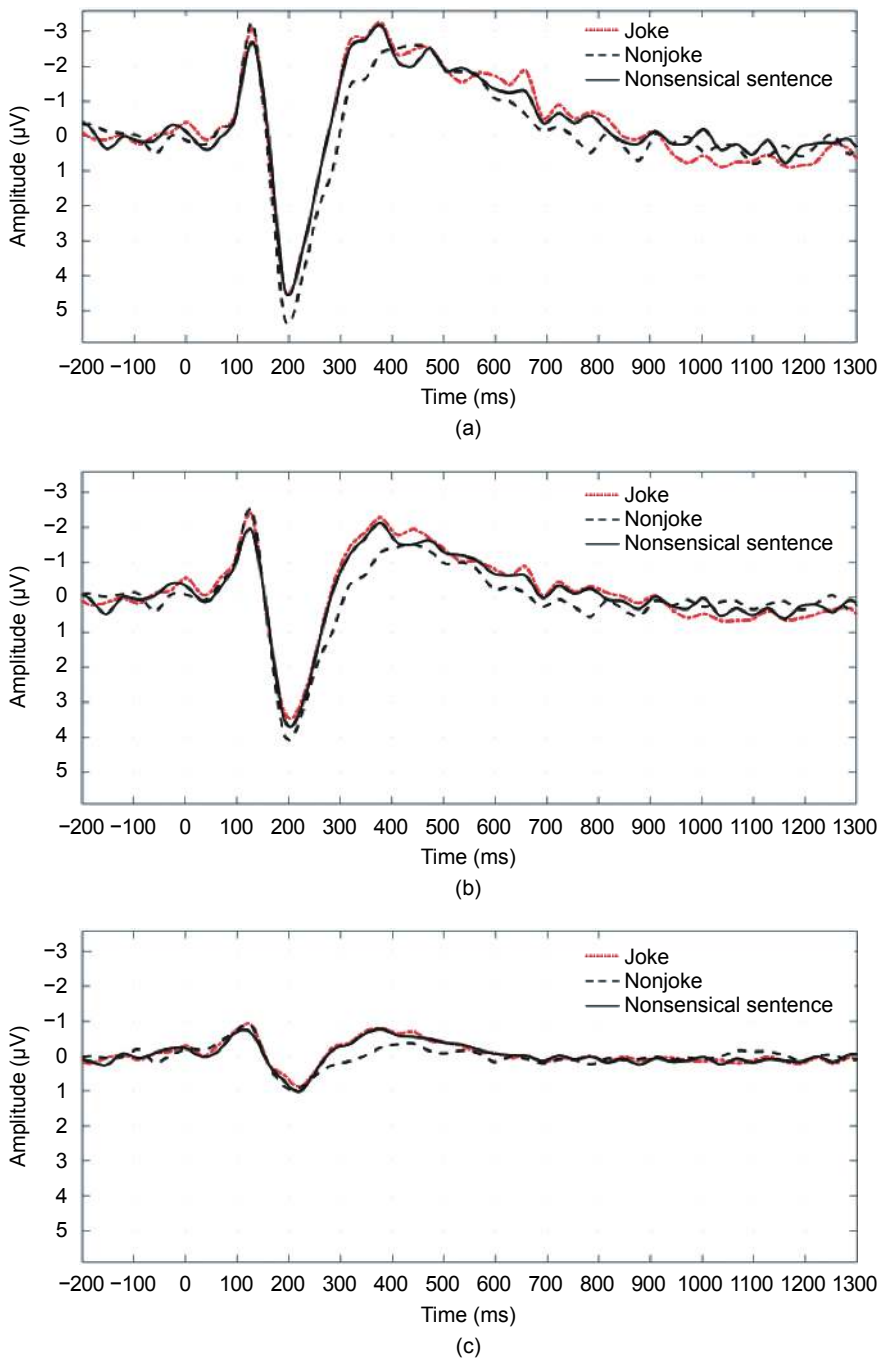 −3
−2
−1
0
1
2
3
4
5
Amplitude (μV)
Joke
Nonjoke
Nonsensical sentence
−200 −100 0 100 200 300 400 500 600 700 800 900 1000 1100 1200 1300
Time (ms)
(a)
−3
−2
−1
0
1
2
3
4
5
Amplitude (μV)
Joke
Nonjoke
Nonsensical sentence
−200 −100 0 100 200 300 400 500 600 700 800 900 1000 1100 1200 1300
Time (ms)
(b)
−3
−2
−1
0
1
2
3
4
5
Amplitude (μV)
Joke
Nonjoke
Nonsensical sentence
−200 −100 0 100 200 300 400 500 600 700 800 900 1000 1100 1200 1300
Time (ms)
(c)